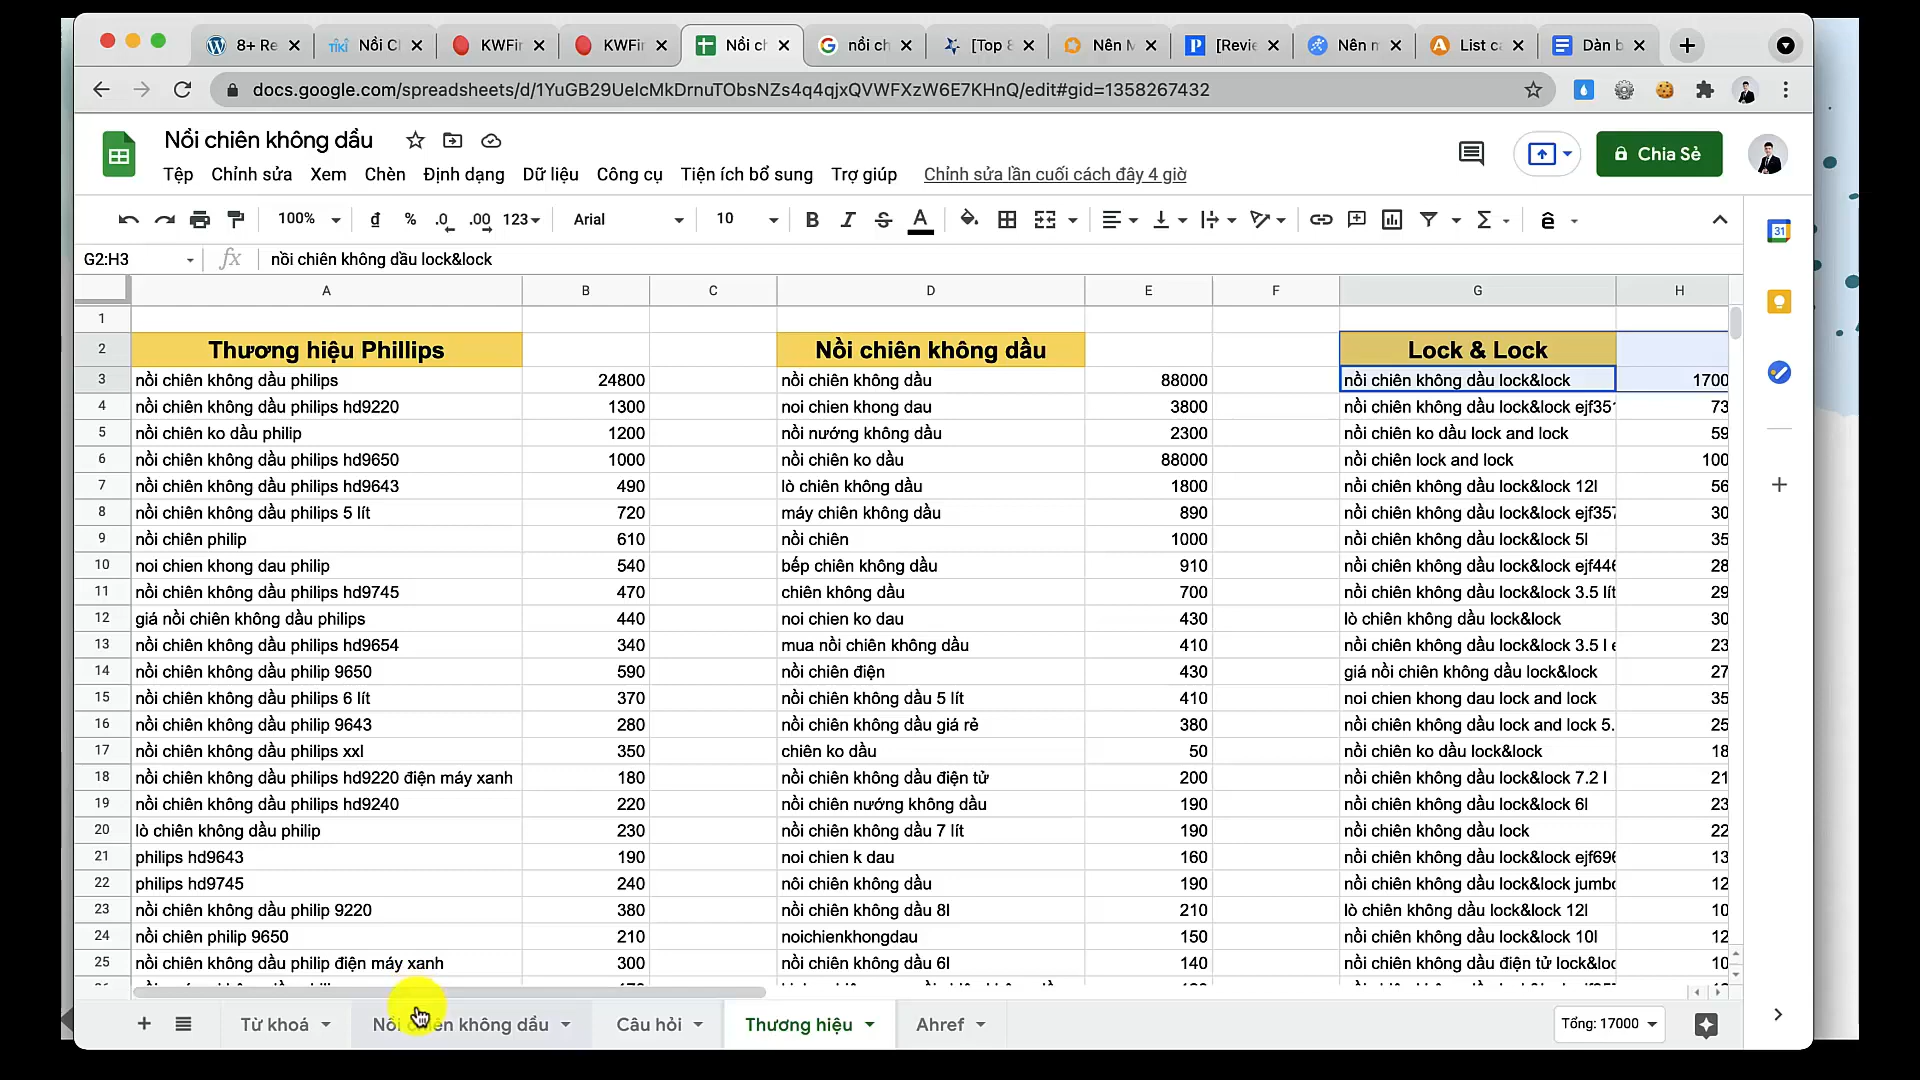 8+ Re
TIKI Nồi C
KWFir
KWFir
Nồi ch
nồi ch
[Top 8
Nên M
[Revie
Nên n
List ca
Dàn b
docs.google.com/spreadsheets/d/1YuGB29UelcMkDrnuTObsNZs4q4qjxQVWFXzW6E7KHnQ/edit#gid=1358267432
Nồi chiên không dầu
Tệp Chỉnh sửa Xem Chèn Định dạng Dữ liệu Công cụ Tiện ích bổ sung Trợ giúp Chỉnh sửa lần cuối cách đây 4 giờ
Chia Sẻ
100% đ % .0 .00 123 Arial 10 B I S A Σ ê
31
G2:H3 fx nồi chiên không dầu lock&lock
A B C D E F G H
1
2 Thương hiệu Phillips Nồi chiên không dầu Lock & Lock
3 nồi chiên không dầu philips 24800 nồi chiên không dầu 88000 nồi chiên không dầu lock&lock 1700
4 nồi chiên không dầu philips hd9220 1300 noi chien khong dau 3800 nồi chiên không dầu lock&lock ejf351 73
5 nồi chiên ko dầu philip 1200 nồi nướng không dầu 2300 nồi chiên ko dầu lock and lock 59
6 nồi chiên không dầu philips hd9650 1000 nồi chiên ko dầu 88000 nồi chiên lock and lock 100
7 nồi chiên không dầu philips hd9643 490 lò chiên không dầu 1800 nồi chiên không dầu lock&lock 12l 56
8 nồi chiên không dầu philips 5 lít 720 máy chiên không dầu 890 nồi chiên không dầu lock&lock ejf357 30
9 nồi chiên philip 610 nồi chiên 1000 nồi chiên không dầu lock&lock 5l 35
10 noi chien khong dau philip 540 bếp chiên không dầu 910 nồi chiên không dầu lock&lock ejf446 28
11 nồi chiên không dầu philips hd9745 470 chiên không dầu 700 nồi chiên không dầu lock&lock 3.5 lít 29
12 giá nồi chiên không dầu philips 440 noi chien ko dau 430 lò chiên không dầu lock&lock 30
13 nồi chiên không dầu philips hd9654 340 mua nồi chiên không dầu 410 nồi chiên không dầu lock&lock 3.5 l e 23
14 nồi chiên không dầu philip 9650 590 nồi chiên điện 430 giá nồi chiên không dầu lock&lock 27
15 nồi chiên không dầu philips 6 lít 370 nồi chiên không dầu 5 lít 410 noi chien khong dau lock and lock 35
16 nồi chiên không dầu philip 9643 280 nồi chiên không dầu giá rẻ 380 nồi chiên không dầu lock and lock 5. 25
17 nồi chiên không dầu philips xxl 350 chiên ko dầu 50 nồi chiên ko dầu lock&lock 18
18 nồi chiên không dầu philips hd9220 điện máy xanh 180 nồi chiên không dầu điện tử 200 nồi chiên không dầu lock&lock 7.2 l 21
19 nồi chiên không dầu philips hd9240 220 nồi chiên nướng không dầu 190 nồi chiên không dầu lock&lock 6l 23
20 lò chiên không dầu philip 230 nồi chiên không dầu 7 lít 190 nồi chiên không dầu lock 22
21 philips hd9643 190 noi chien k dau 160 nồi chiên không dầu lock&lock ejf696 13
22 philips hd9745 240 nôi chiên không dầu 190 nồi chiên không dầu lock&lock jumbo 12
23 nồi chiên không dầu philip 9220 380 nồi chiên không dầu 8l 210 lò chiên không dầu lock&lock 12l 10
24 nồi chiên philip 9650 210 noichienkhongdau 150 nồi chiên không dầu lock&lock 10l 12
25 nồi chiên không dầu philip điện máy xanh 300 nồi chiên không dầu 6l 140 nồi chiên không dầu điện tử lock&loc 10
Từ khoá Nồi chiên không dầu Câu hỏi Thương hiệu Ahref Tổng: 17000